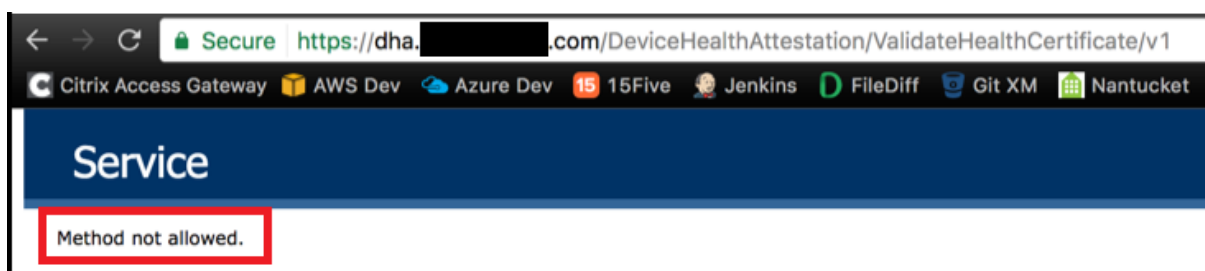 Secure https://dha. .com/DeviceHealthAttestation/ValidateHealthCertificate/v1
C Citrix Access Gateway AWS Dev Azure Dev 15 15Five Jenkins D FileDiff Git XM Nantucket
Service
Method not allowed.